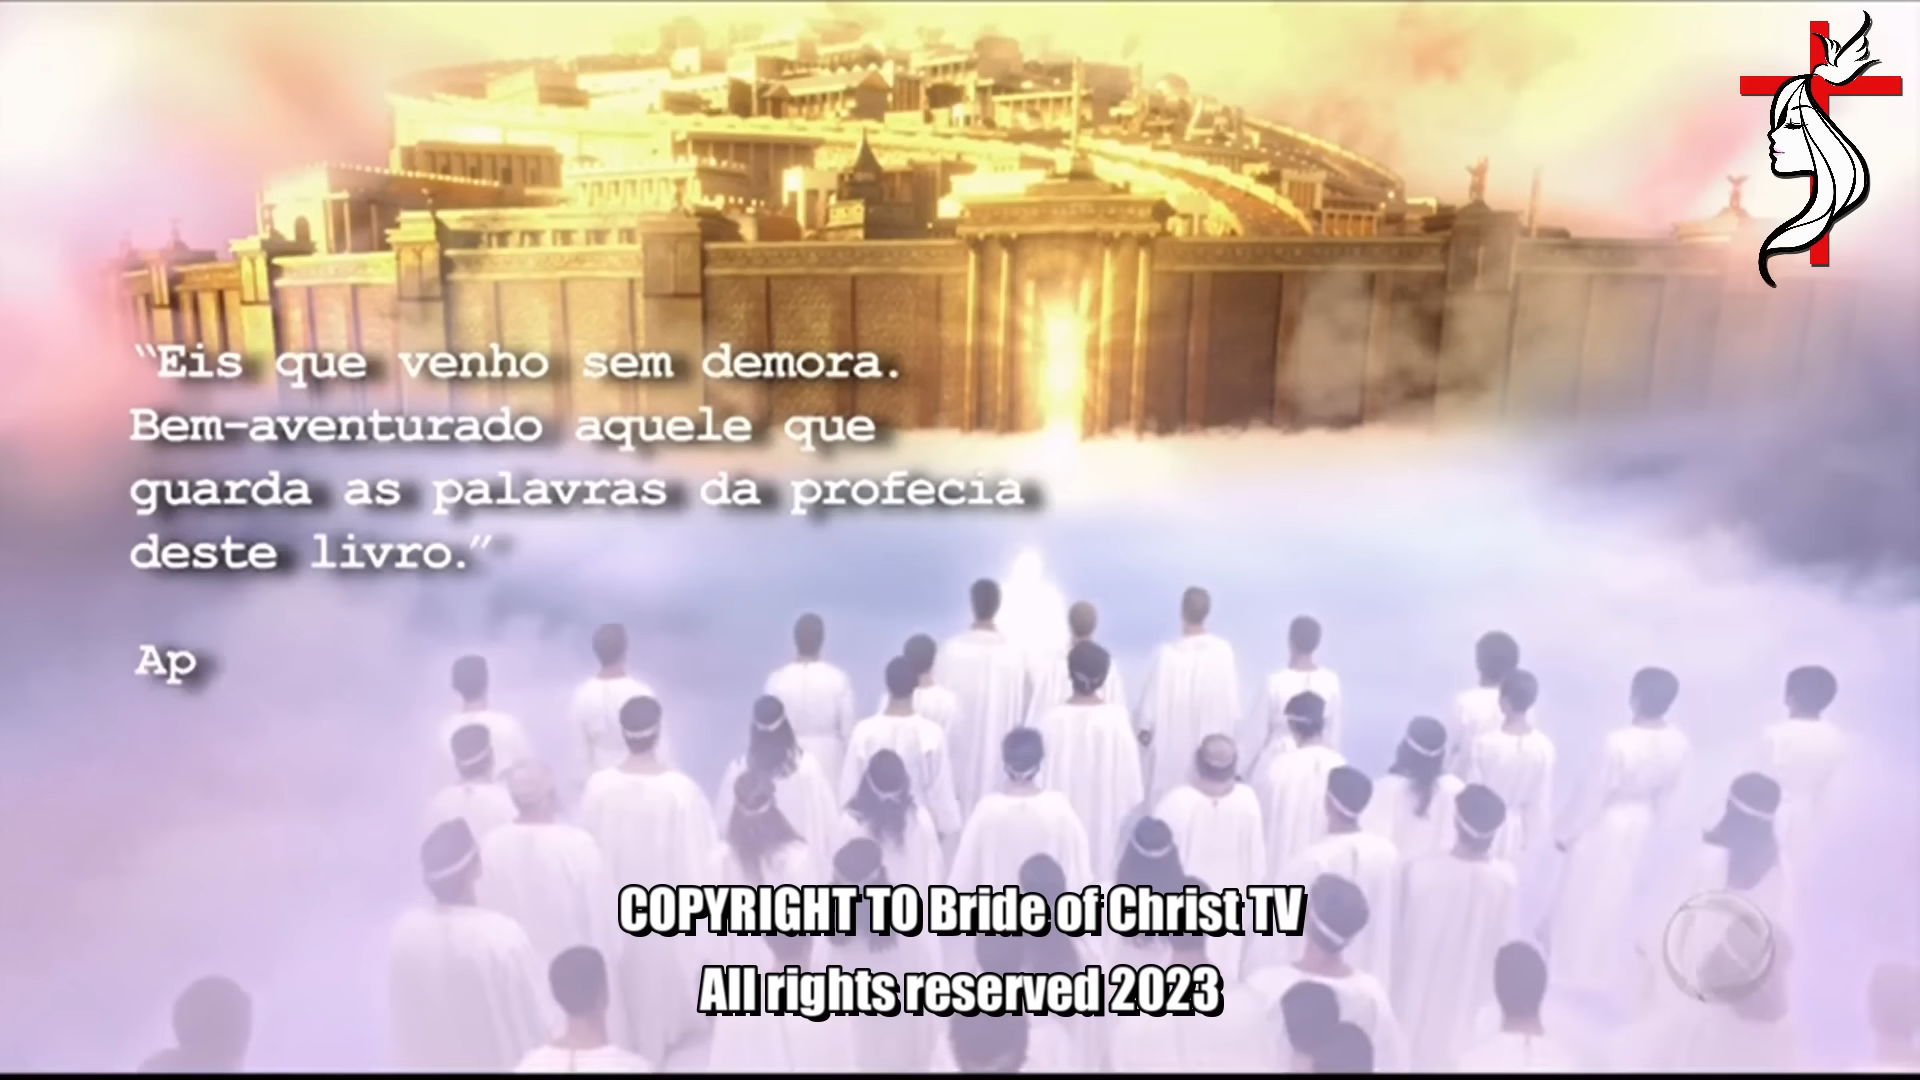 “Eis que venho sem demora.
Bem-aventurado aquele que
guarda as palavras da profecia
deste livro.”
Ap
COPYRIGHT TO Bride of Christ TV
All rights reserved 2023